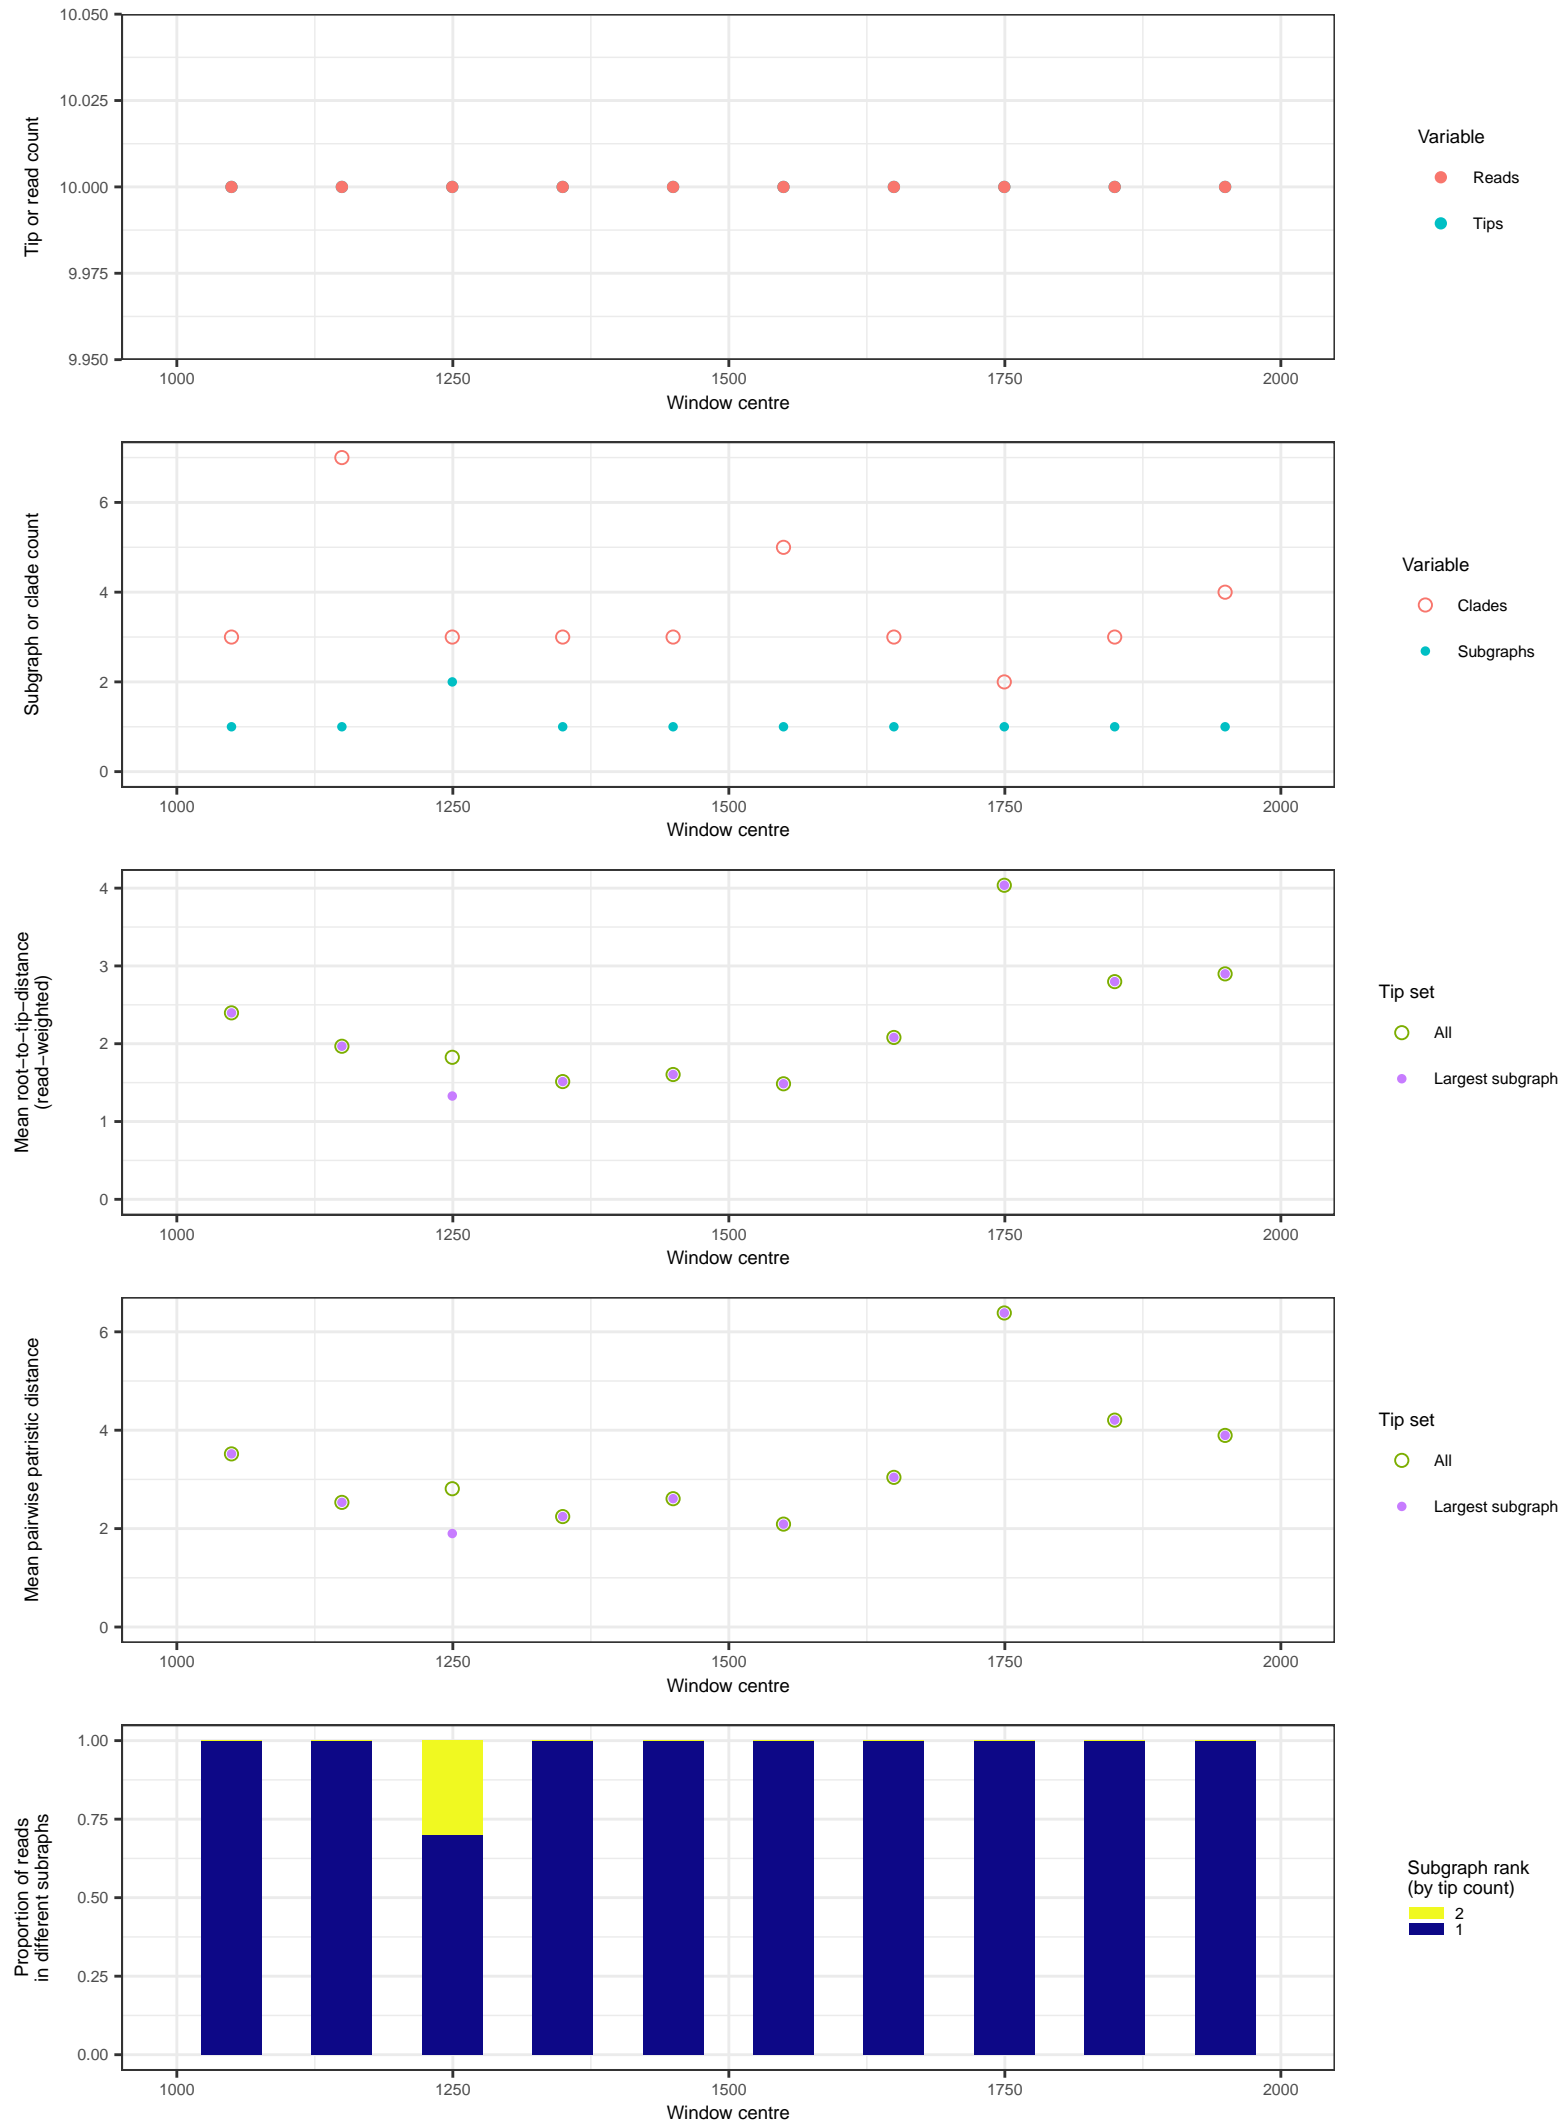 10.050
10.025
10.000
9.975
9.950
Tip or read count
1000 1250 1500 1750 2000
Window centre
Variable
Reads
Tips
6
4
2
0
Subgraph or clade count
1000 1250 1500 1750 2000
Window centre
Variable
Clades
Subgraphs
4
3
2
1
0
Mean root−to−tip−distance
(read−weighted)
1000 1250 1500 1750 2000
Window centre
Tip set
All
Largest subgraph
6
4
2
0
Mean pairwise patristic distance
1000 1250 1500 1750 2000
Window centre
Tip set
All
Largest subgraph
1.00
0.75
0.50
0.25
0.00
Proportion of reads
in different subraphs
1000 1250 1500 1750 2000
Window centre
Subgraph rank
(by tip count)
2
1